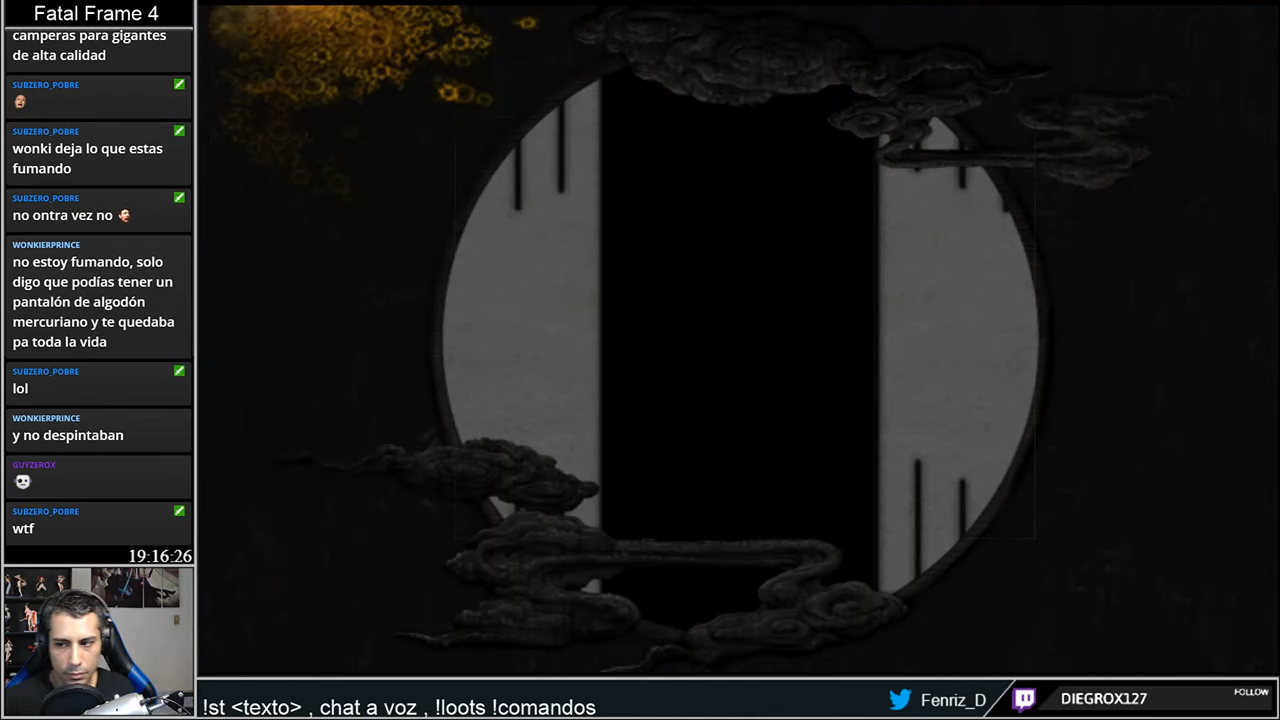 Fatal Frame 4
camperas para gigantes
de alta calidad
SUBZERO_POBRE
SUBZERO_POBRE
wonki deja lo que estas
fumando
SUBZERO_POBRE
no ontra vez no
WONKIERPRINCE
no estoy fumando, solo
digo que podías tener un
pantalón de algodón
mercuriano y te quedaba
pa toda la vida
SUBZERO_POBRE
lol
WONKIERPRINCE
y no despintaban
GUYZEROX
SUBZERO_POBRE
wtf
19:16:26
!st <texto> , chat a voz , !loots !comandos
Fenriz_D
DIEGROX127
FOLLOW